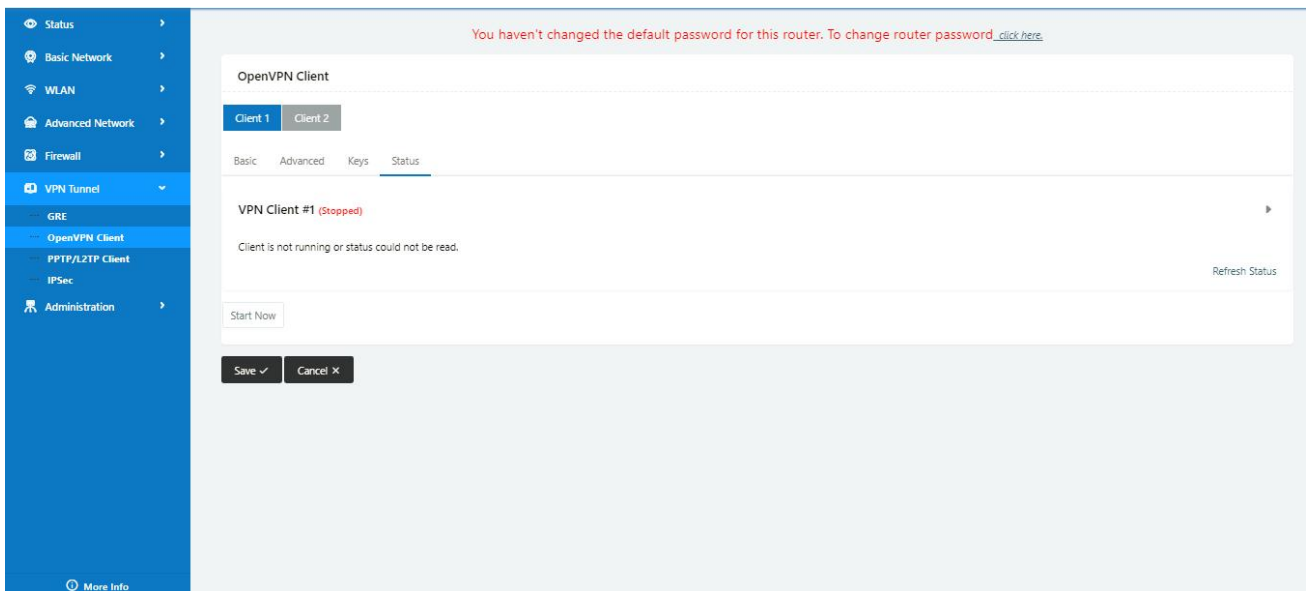 You haven't changed the default password for this router. To change router password click here.
Status
Basic Network
WLAN
Advanced Network
Firewall
VPN Tunnel
GRE
OpenVPN Client
PPTP/L2TP Client
IPSec
Administration
More Info
OpenVPN Client
Client 1 Client 2
Basic Advanced Keys Status
VPN Client #1 (Stopped)
Client is not running or status could not be read.
Refresh Status
Start Now
Save Cancel